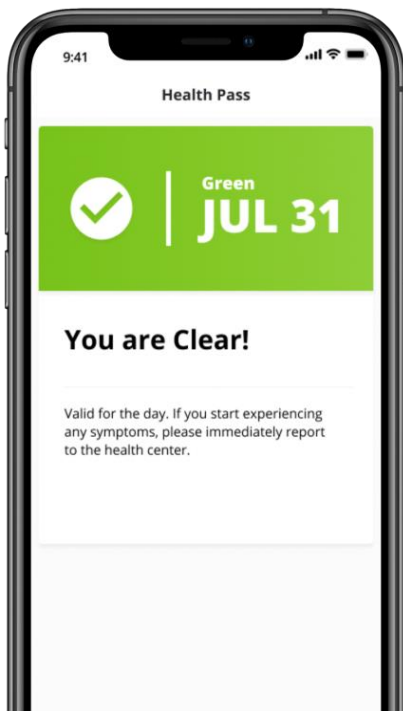 9:41
Health Pass
Green
JUL 31
You are Clear!
Valid for the day. If you start experiencing
any symptoms, please immediately report
to the health center.